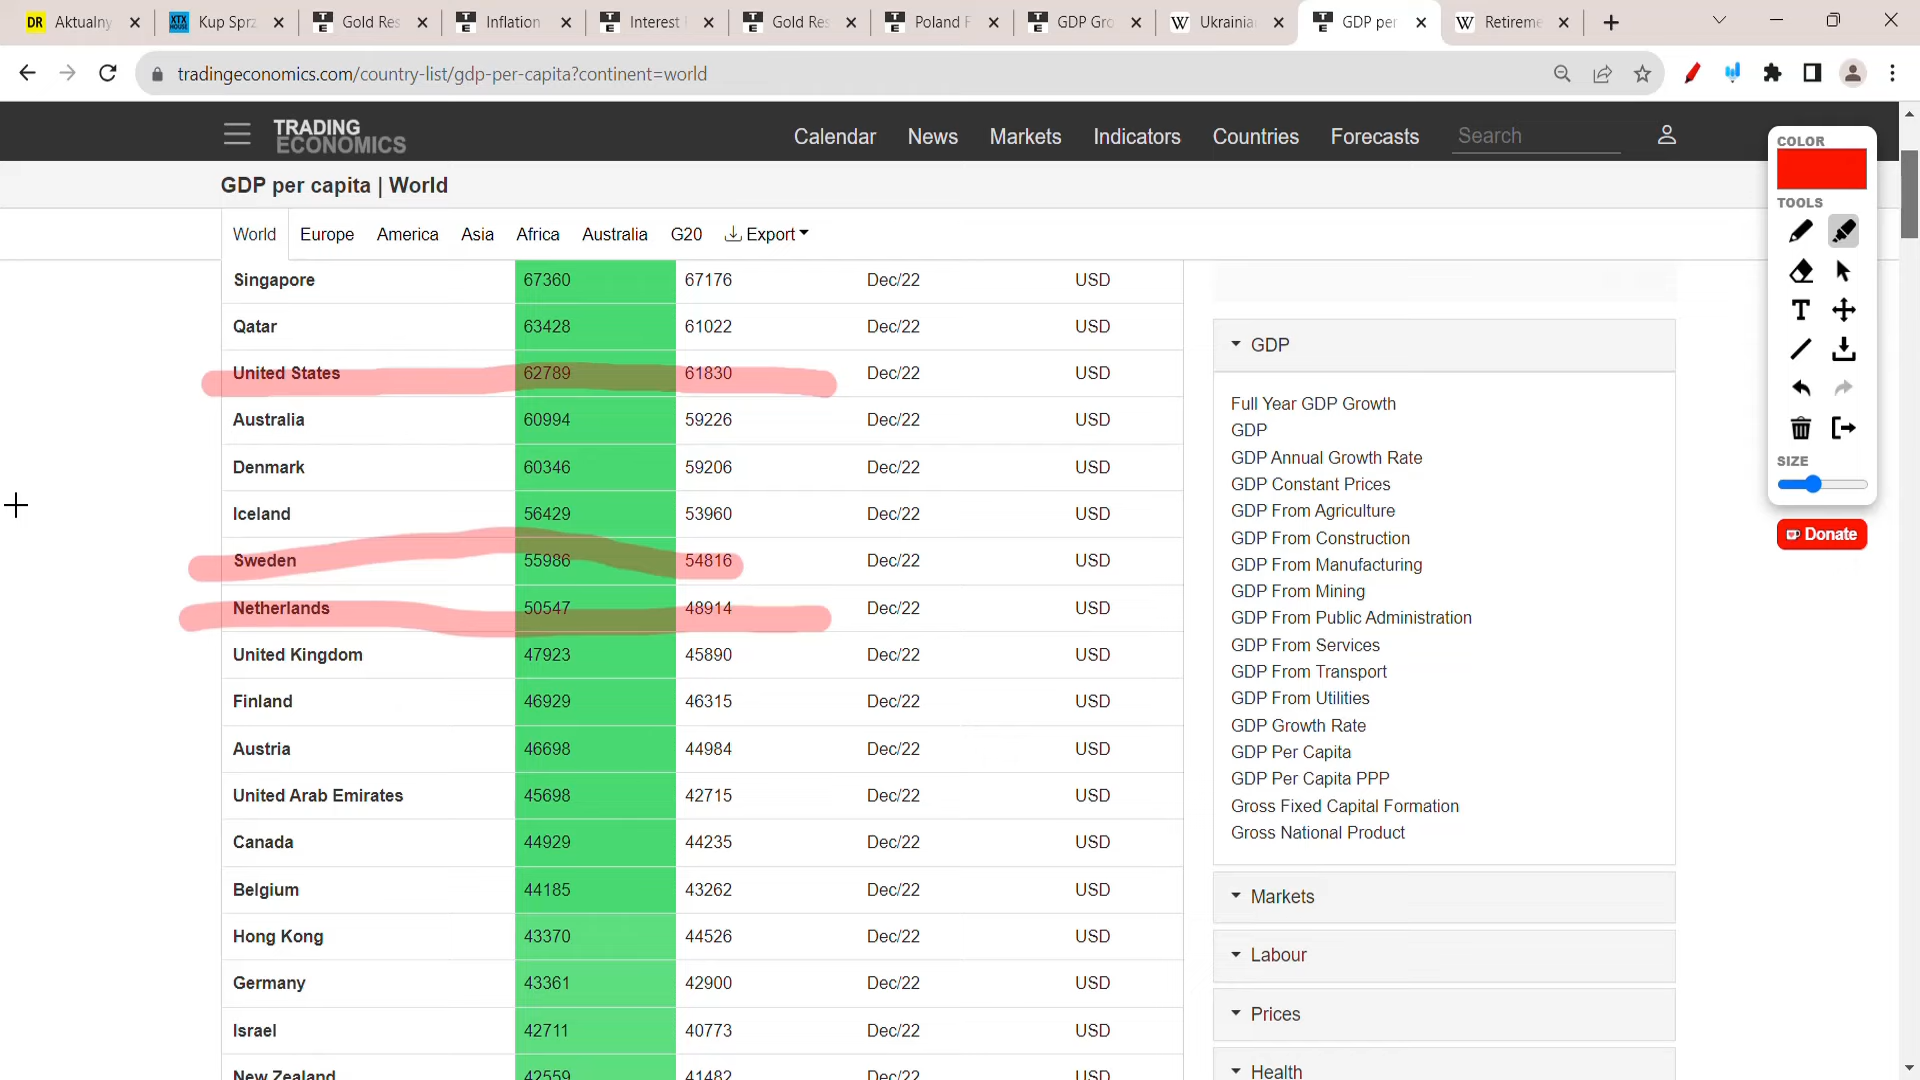 DR Aktualny
XTX HOUSE Kup Sprz
TE Gold Res
TE Inflation
TE Interest
TE Gold Res
TE Poland F
TE GDP Gro
W Ukrainia
TE GDP per
W Retireme
tradingeconomics.com/country-list/gdp-per-capita?continent=world
TRADING
ECONOMICS
Calendar News Markets Indicators Countries Forecasts Search
GDP per capita | World
World Europe America Asia Africa Australia G20 Export
Singapore 67360 67176 Dec/22 USD
Qatar 63428 61022 Dec/22 USD
United States 62789 61830 Dec/22 USD
Australia 60994 59226 Dec/22 USD
Denmark 60346 59206 Dec/22 USD
Iceland 56429 53960 Dec/22 USD
Sweden 55986 54816 Dec/22 USD
Netherlands 50547 48914 Dec/22 USD
United Kingdom 47923 45890 Dec/22 USD
Finland 46929 46315 Dec/22 USD
Austria 46698 44984 Dec/22 USD
United Arab Emirates 45698 42715 Dec/22 USD
Canada 44929 44235 Dec/22 USD
Belgium 44185 43262 Dec/22 USD
Hong Kong 43370 44526 Dec/22 USD
Germany 43361 42900 Dec/22 USD
Israel 42711 40773 Dec/22 USD
New Zealand 42559 41482 Dec/22 USD
GDP
Full Year GDP Growth
GDP
GDP Annual Growth Rate
GDP Constant Prices
GDP From Agriculture
GDP From Construction
GDP From Manufacturing
GDP From Mining
GDP From Public Administration
GDP From Services
GDP From Transport
GDP From Utilities
GDP Growth Rate
GDP Per Capita
GDP Per Capita PPP
Gross Fixed Capital Formation
Gross National Product
Markets
Labour
Prices
Health
COLOR
TOOLS
T
SIZE
Donate